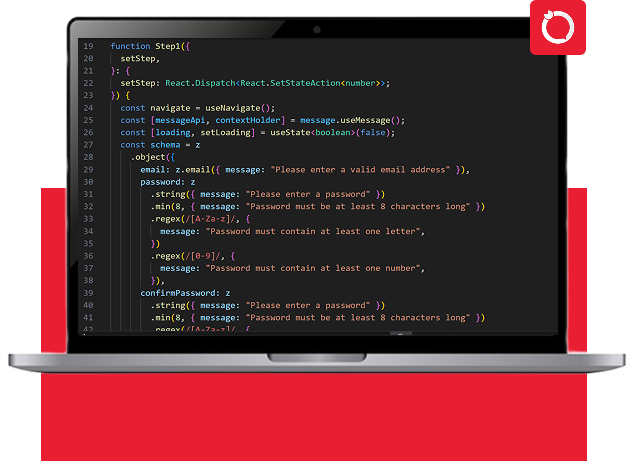 19 function Step1({
20 setStep,
21 }: {
22 setStep: React.Dispatch<React.SetStateAction<number>>;
23 }) {
24 const navigate = useNavigate();
25 const [messageApi, contextHolder] = message.useMessage();
26 const [loading, setLoading] = useState<boolean>(false);
27 const schema = z
28 .object({
29 email: z.email({ message: "Please enter a valid email address" }),
30 password: z
31 .string({ message: "Please enter a password" })
32 .min(8, { message: "Password must be at least 8 characters long" })
33 .regex(/[A-Za-z]/, {
34 message: "Password must contain at least one letter",
35 })
36 .regex(/[0-9]/, {
37 message: "Password must contain at least one number",
38 }),
39 confirmPassword: z
40 .string({ message: "Please enter a password" })
41 .min(8, { message: "Password must be at least 8 characters long" })
42 .regex(/[A-Za-z]/, {